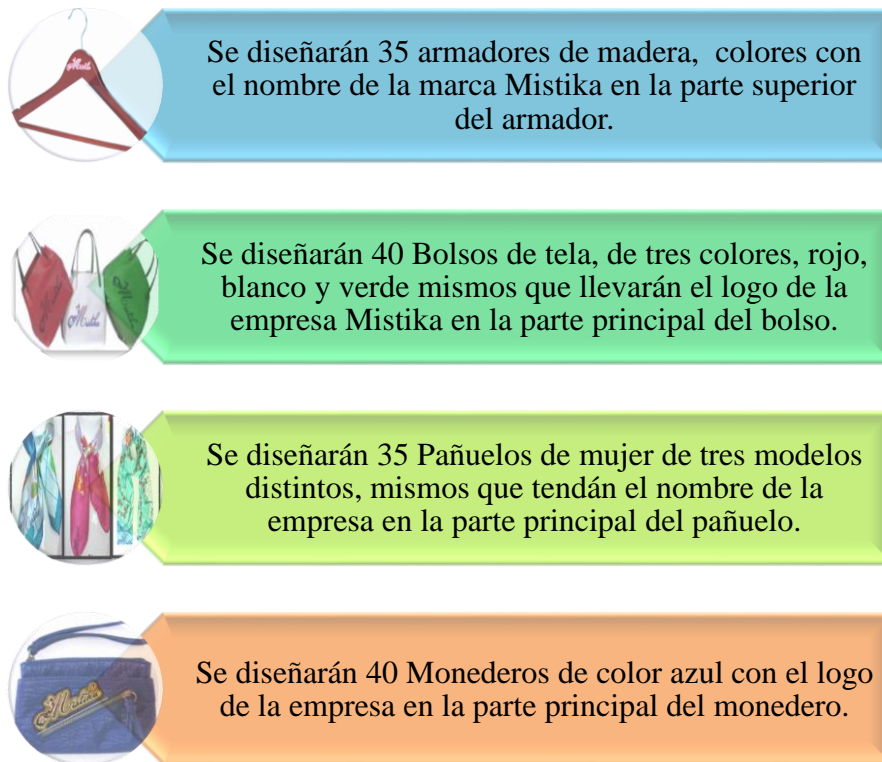 Se diseñarán 35 armadores de madera,  colores con
el nombre de la marca Mistika en la parte superior
del armador.
Se diseñarán 40 Bolsos de tela, de tres colores, rojo,
blanco y verde mismos que llevarán el logo de la
empresa Mistika en la parte principal del bolso.
Se diseñarán 35 Pañuelos de mujer de tres modelos
distintos, mismos que tendán el nombre de la
empresa en la parte principal del pañuelo.
Se diseñarán 40 Monederos de color azul con el logo
de la empresa en la parte principal del monedero.